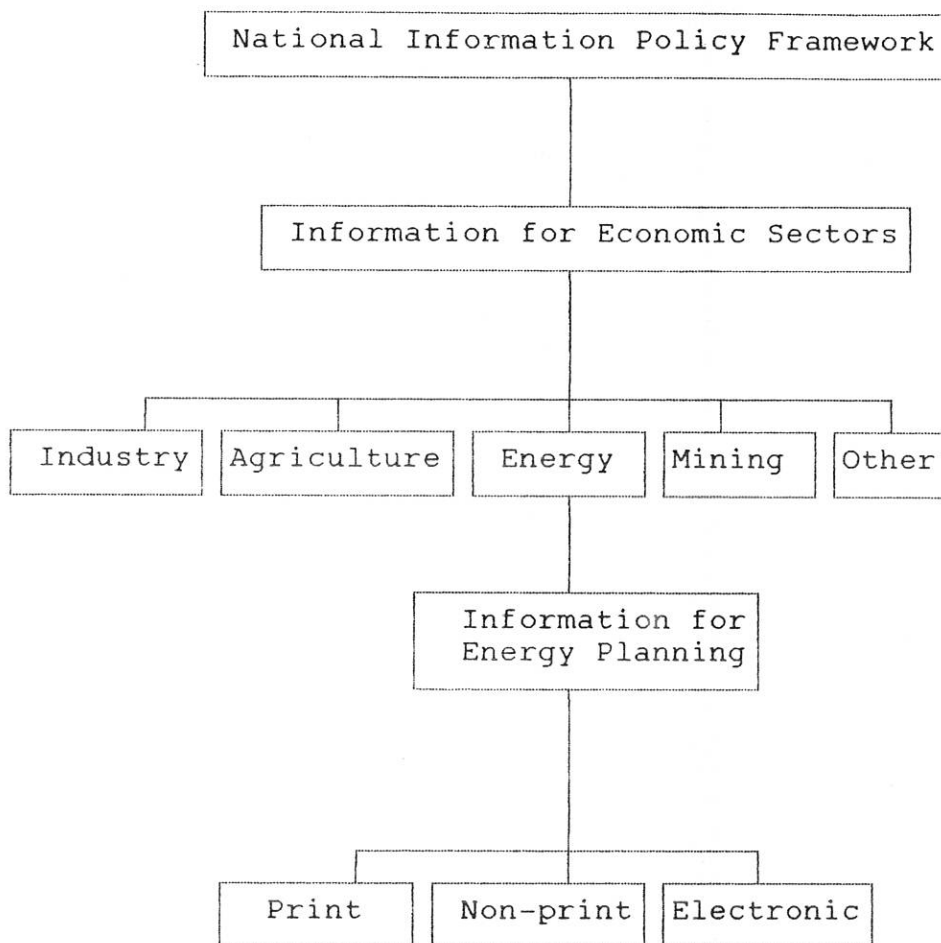 National Information Policy Framework
Information for Economic Sectors
Industry
Agriculture
Energy
Mining
Other
Information for
Energy Planning
Print
Non-print
Electronic